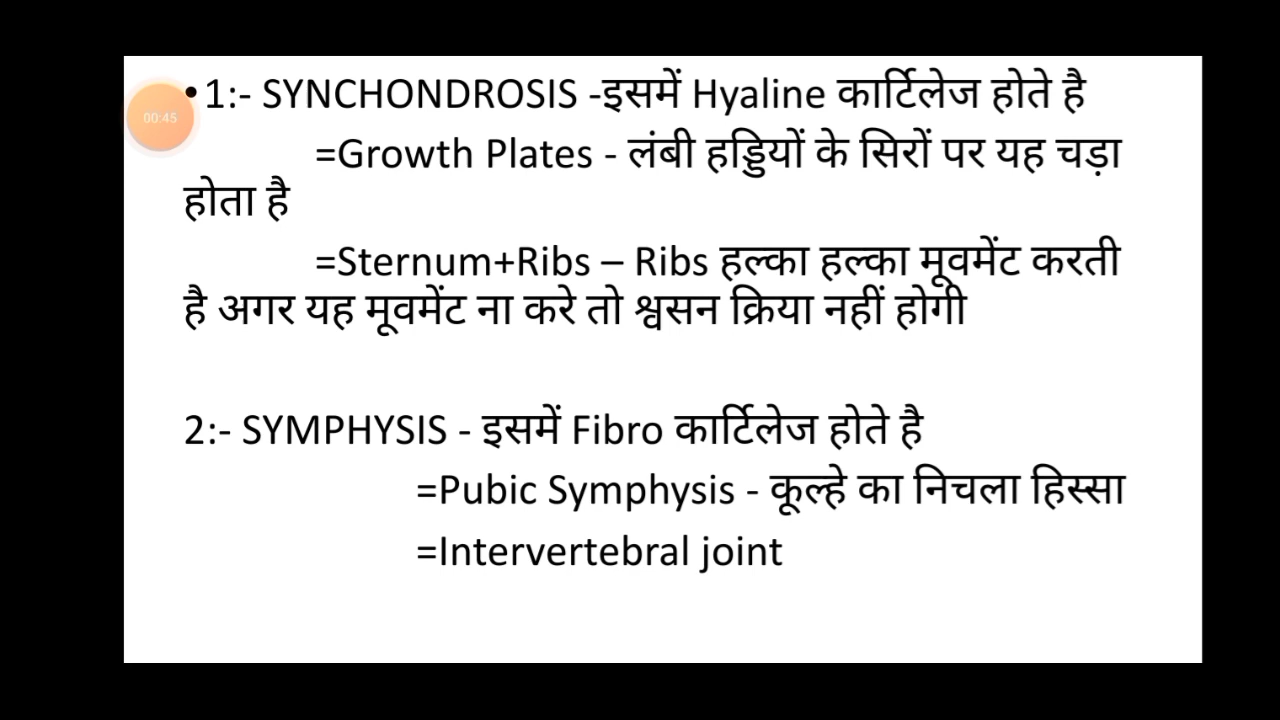 • 1:- SYNCHONDROSIS -इसमें Hyaline कार्टिलेज होते है
00:45
=Growth Plates - लंबी हड्डियों के सिरों पर यह चड़ा
होता है
=Sternum+Ribs – Ribs हल्का हल्का मूवमेंट करती
है अगर यह मूवमेंट ना करे तो श्वसन क्रिया नहीं होगी
2:- SYMPHYSIS - इसमें Fibro कार्टिलेज होते है
=Pubic Symphysis - कूल्हे का निचला हिस्सा
=Intervertebral joint